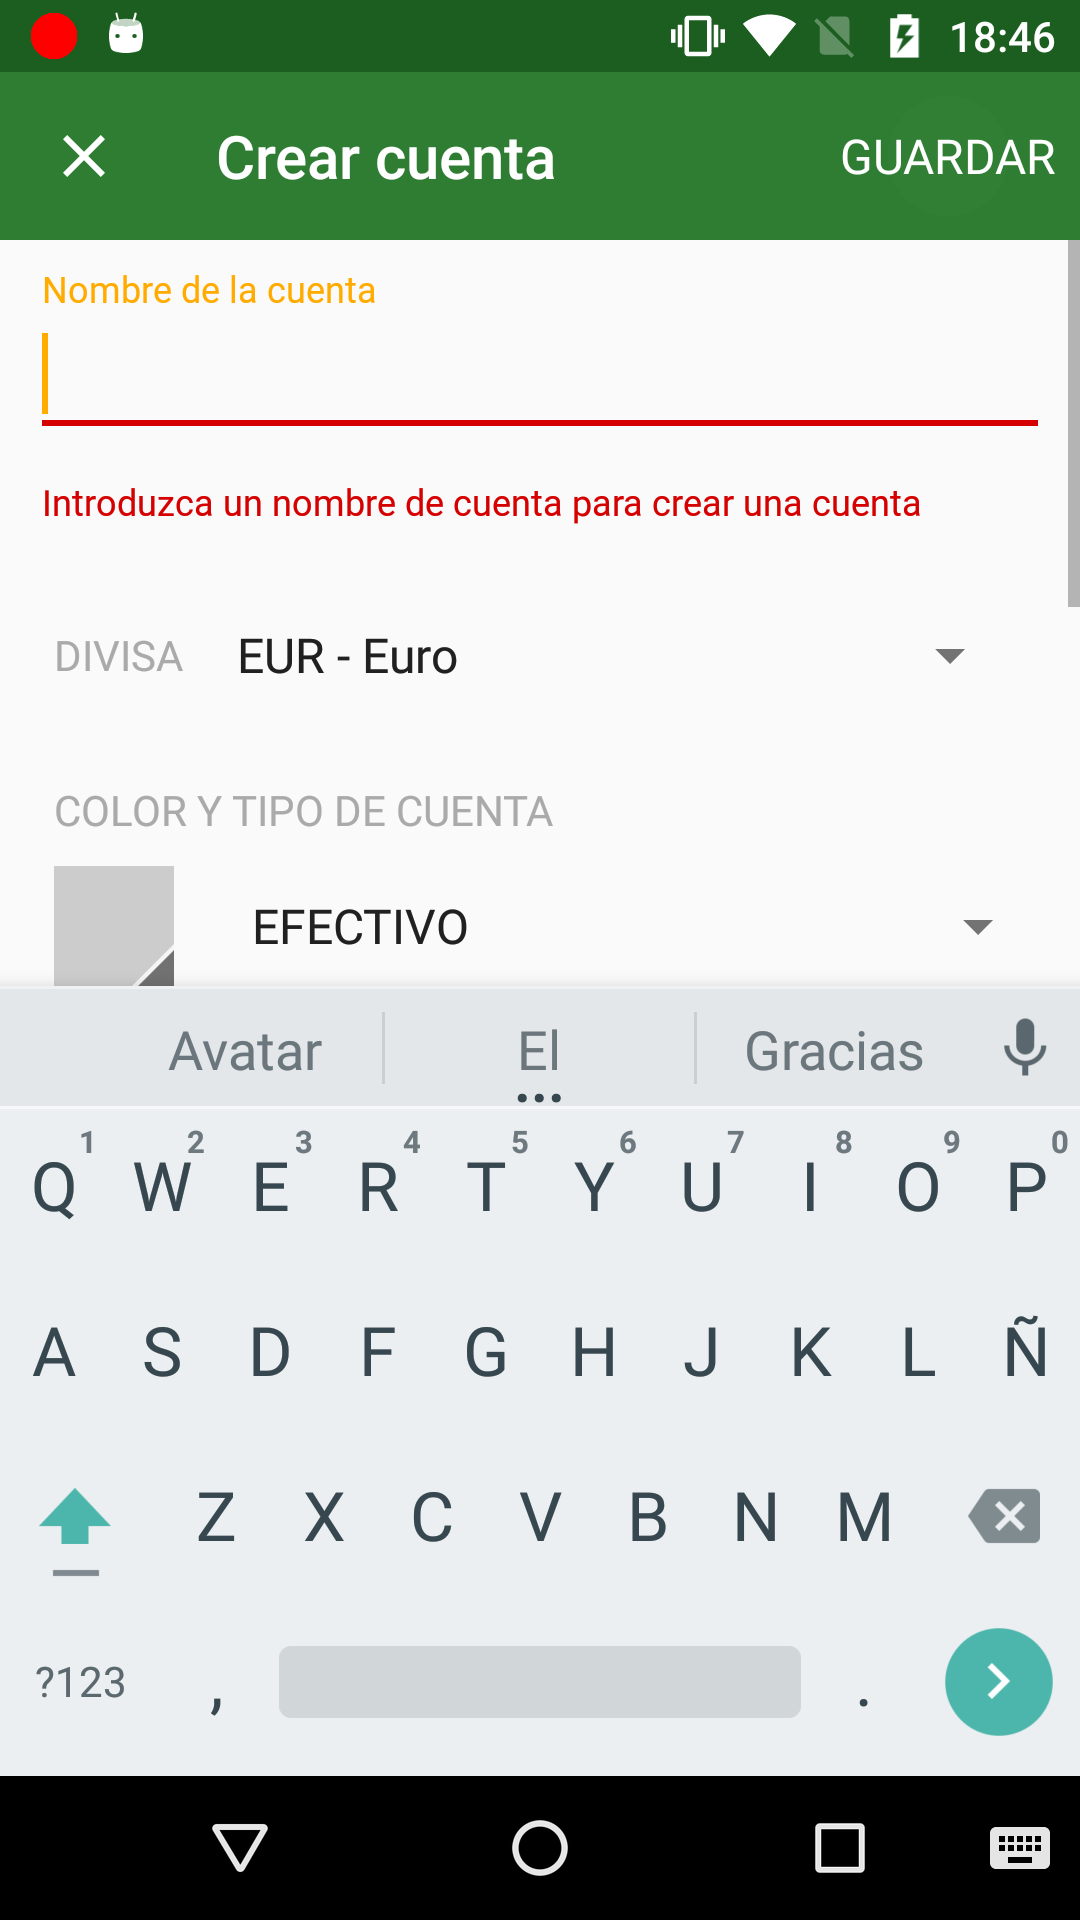 18:46
Crear cuenta
GUARDAR
Nombre de la cuenta
Introduzca un nombre de cuenta para crear una cuenta
DIVISA EUR - Euro
COLOR Y TIPO DE CUENTA
EFECTIVO
Avatar El Gracias
1 2 3 4 5 6 7 8 9 0
Q W E R T Y U I O P
A S D F G H J K L Ñ
Z X C V B N M
?123 , .